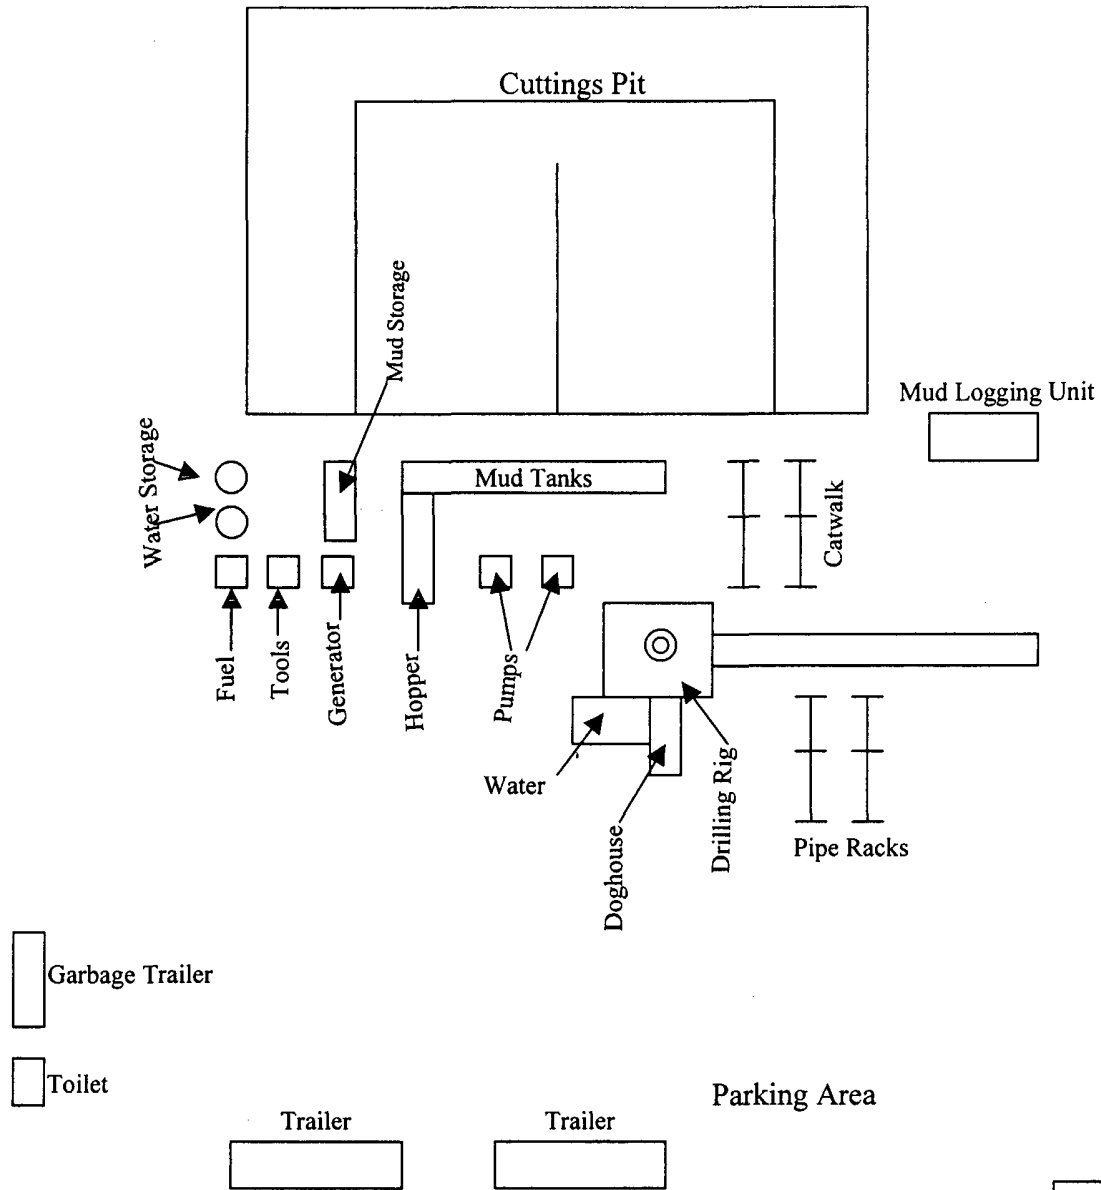 Cuttings Pit
Mud Storage
Mud Logging Unit
Water Storage
Mud Tanks
Catwalk
Fuel
Tools
Generator
Hopper
Pumps
Water
Doghouse
Drilling Rig
Pipe Racks
Garbage Trailer
Toilet
Parking Area
Trailer
Trailer